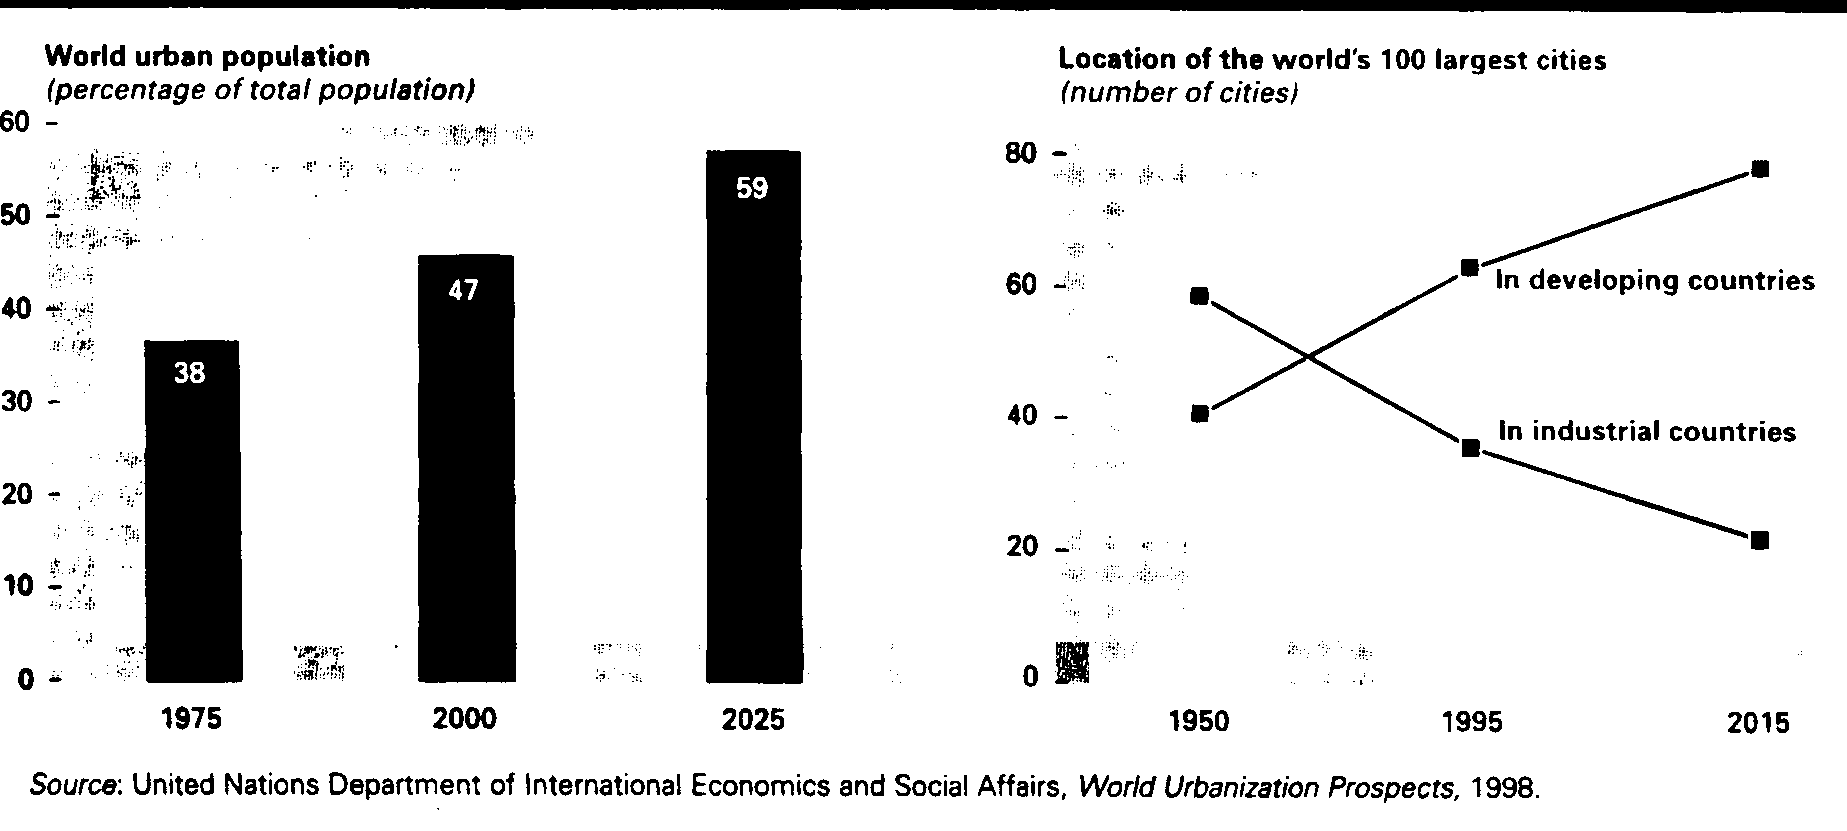 World urban population
(percentage of total population)
60
50
40
30
20
10
0
38
47
59
1975 2000 2025
Location of the world's 100 largest cities
(number of cities)
80
60
40
20
0
In developing countries
In industrial countries
1950 1995 2015
Source: United Nations Department of International Economics and Social Affairs, World Urbanization Prospects, 1998.